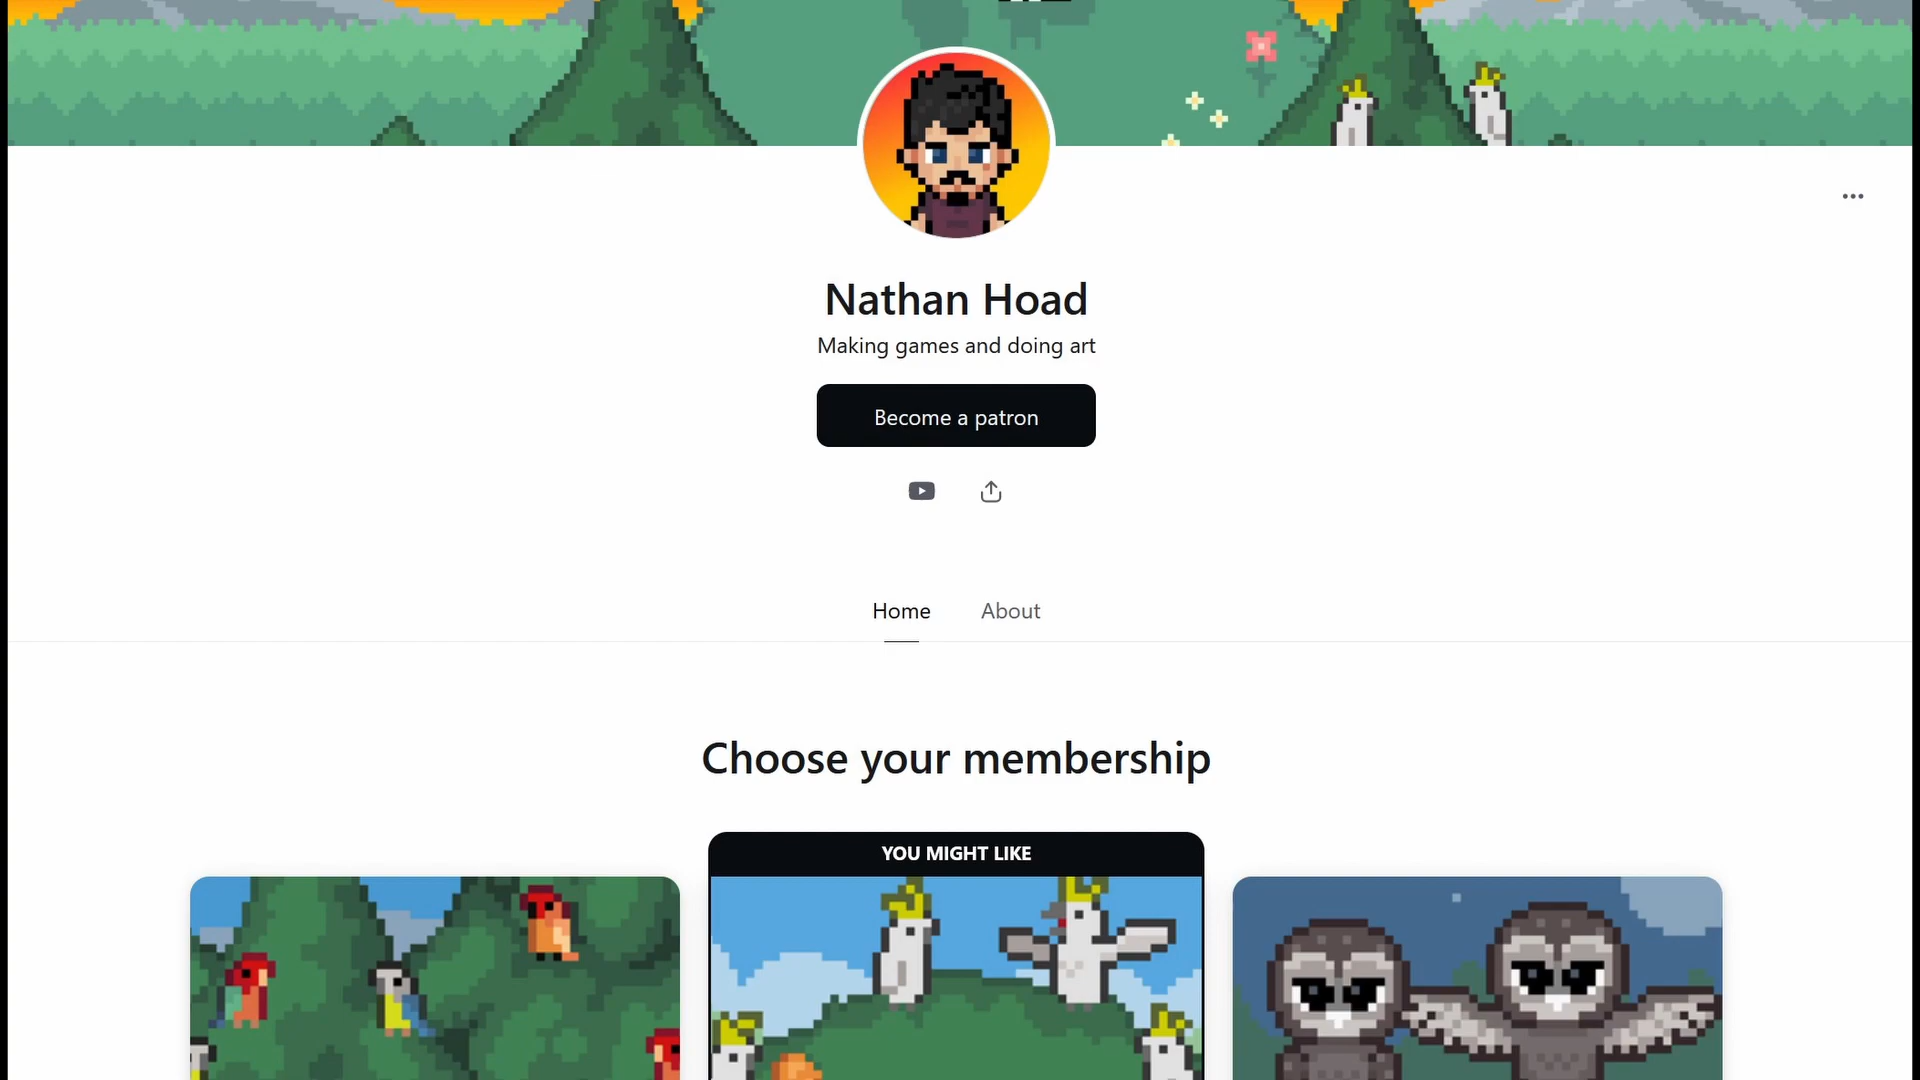 Nathan Hoad
Making games and doing art
Become a patron
Home
About
Choose your membership
YOU MIGHT LIKE